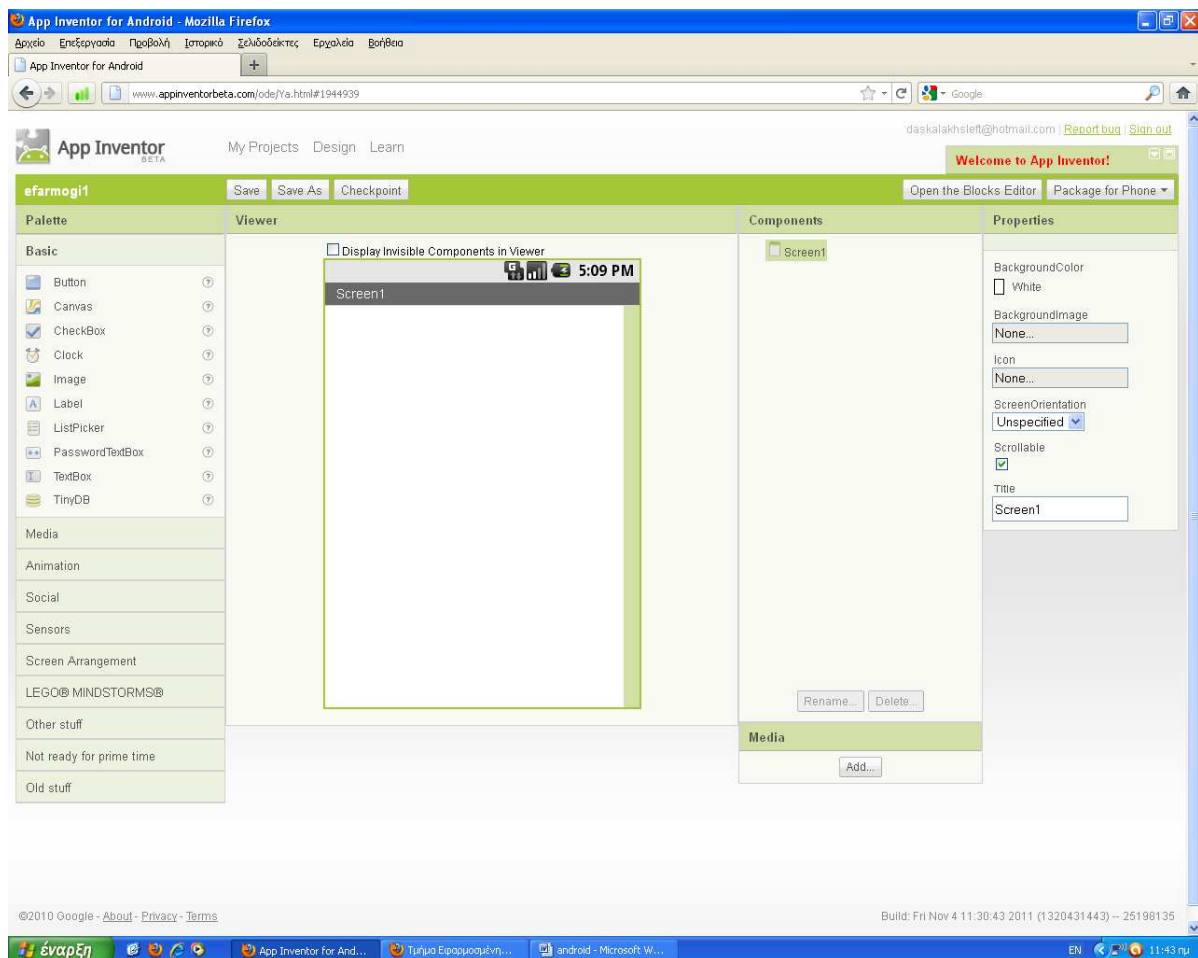 App Inventor for Android - Mozilla Firefox
Αρχείο Επεξεργασία Προβολή Ιστορικό Σελιδοδείκτες Εργαλεία Βοήθεια
App Inventor for Android
www.appinventorbeta.com/ode/Ya.html#1944939
Google
daskalakhsleft@hotmail.com | Report bug | Sign out
App Inventor
BETA
My Projects Design Learn
Welcome to App Inventor!
efarmogi1
Save Save As Checkpoint
Open the Blocks Editor Package for Phone
Palette
Basic
Button
Canvas
CheckBox
Clock
Image
Label
ListPicker
PasswordTextBox
TextBox
TinyDB
Media
Animation
Social
Sensors
Screen Arrangement
LEGO® MINDSTORMS®
Other stuff
Not ready for prime time
Old stuff
Viewer
Display Invisible Components in Viewer
5:09 PM
Screen1
Components
Screen1
Rename... Delete...
Media
Add...
Properties
BackgroundColor
White
BackgroundImage
None...
Icon
None...
ScreenOrientation
Unspecified
Scrollable
Title
Screen1
©2010 Google - About - Privacy - Terms
Build: Fri Nov 4 11:30:43 2011 (1320431443) -- 25198135
έναρξη
App Inventor for And...
Τμήμα Εφαρμοσμένη...
android - Microsoft W...
EN
11:43 πμ